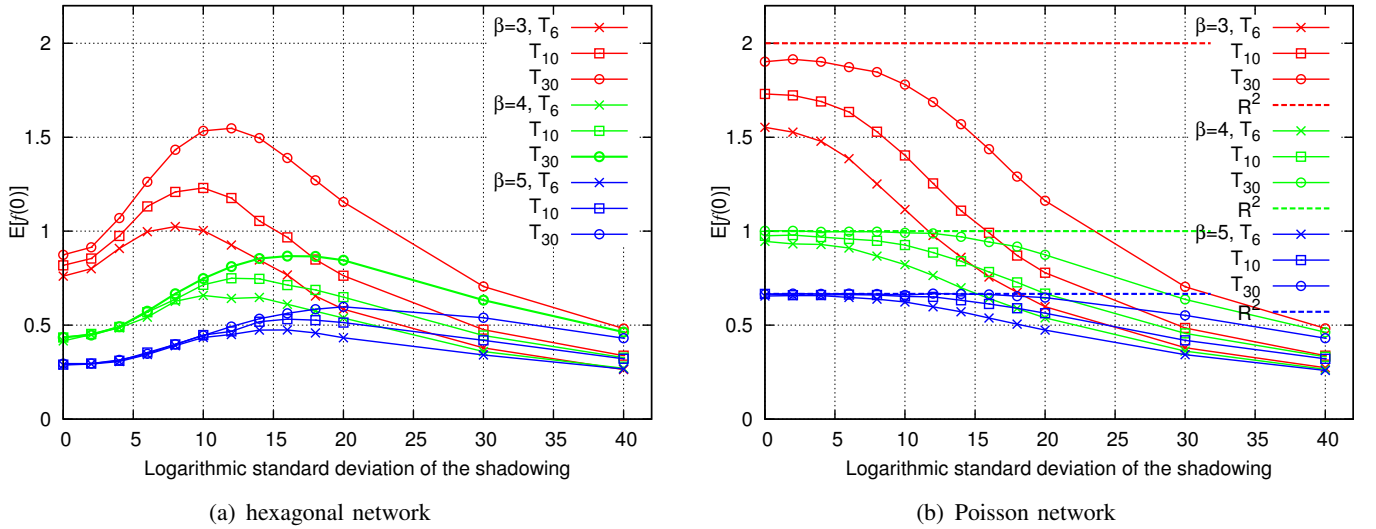 E[f(0)]
2
1.5
1
0.5
0
0 5 10 15 20 25 30 35 40
Logarithmic standard deviation of the shadowing
β=3, T6
T10
T30
β=4, T6
T10
T30
β=5, T6
T10
T30
(a) hexagonal network
E[f(0)]
2
1.5
1
0.5
0
0 5 10 15 20 25 30 35 40
Logarithmic standard deviation of the shadowing
β=3, T6
T10
T30
R2
β=4, T6
T10
T30
R2
β=5, T6
T10
T30
R2
(b) Poisson network